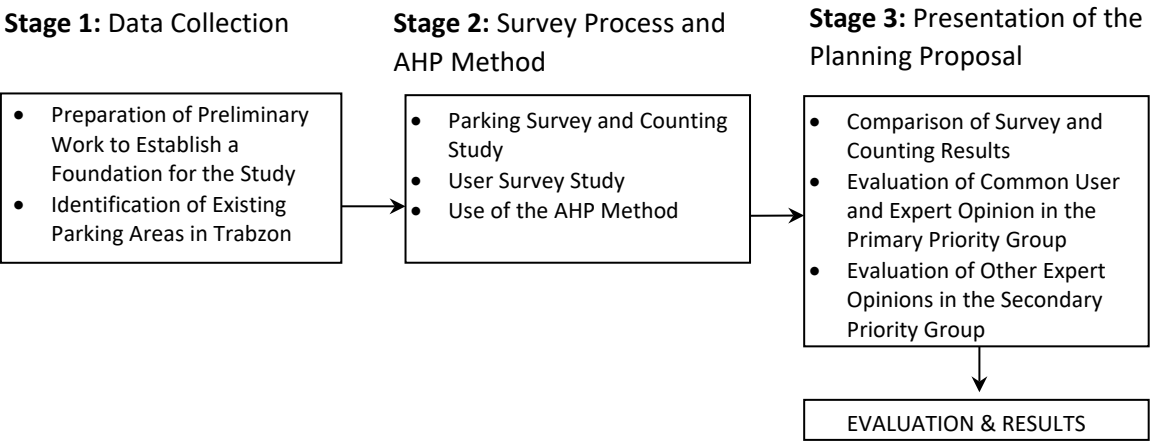 Stage 1: Data Collection
• Preparation of Preliminary
Work to Establish a
Foundation for the Study
• Identification of Existing
Parking Areas in Trabzon
Stage 2: Survey Process and
AHP Method
• Parking Survey and Counting
Study
• User Survey Study
• Use of the AHP Method
Stage 3: Presentation of the
Planning Proposal
• Comparison of Survey and
Counting Results
• Evaluation of Common User
and Expert Opinion in the
Primary Priority Group
• Evaluation of Other Expert
Opinions in the Secondary
Priority Group
EVALUATION & RESULTS